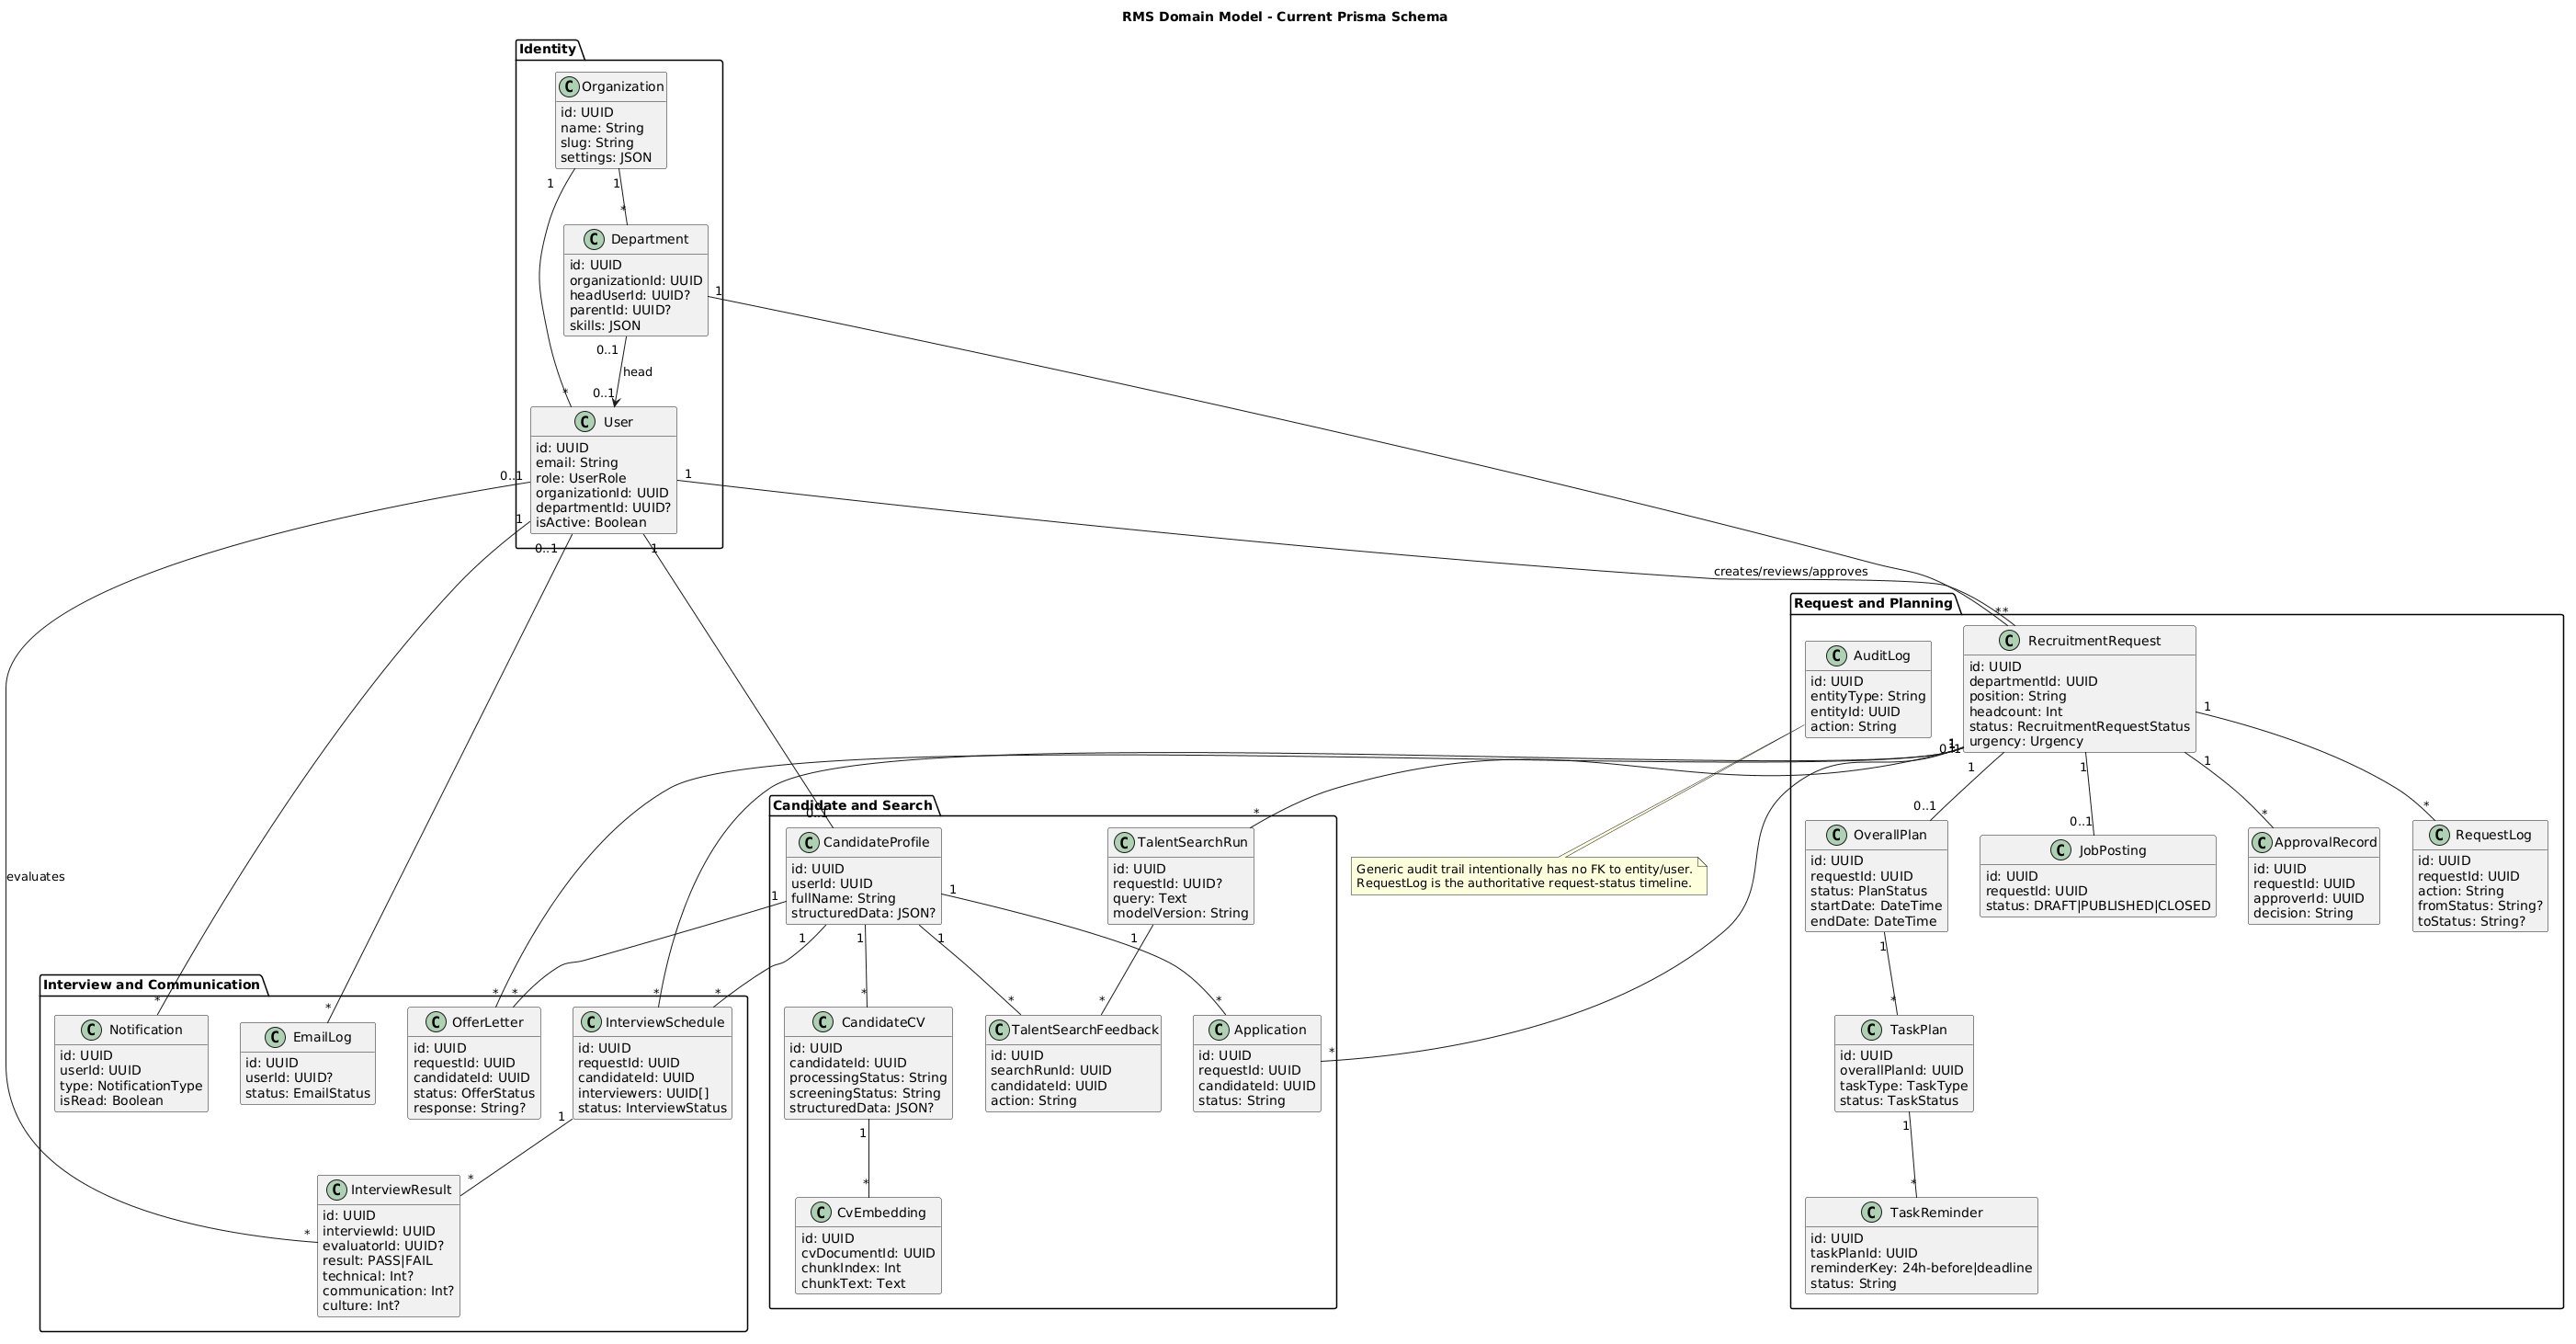 RMS Domain Model - Current Prisma Schema
Identity
C Organization
id: UUID
name: String
slug: String
settings: JSON
1
1
*
C Department
id: UUID
organizationId: UUID
headUserId: UUID?
parentId: UUID?
skills: JSON
1
0..1
head
*
0..1
C User
id: UUID
email: String
role: UserRole
organizationId: UUID
departmentId: UUID?
isActive: Boolean
0..1
1
1
0..1
1
creates/reviews/approves
evaluates
Request and Planning
* *
C AuditLog
id: UUID
entityType: String
entityId: UUID
action: String
C RecruitmentRequest
id: UUID
departmentId: UUID
position: String
headcount: Int
status: RecruitmentRequestStatus
urgency: Urgency
1
0..1
1
1
1
1
0..1
0..1
*
*
C OverallPlan
id: UUID
requestId: UUID
status: PlanStatus
startDate: DateTime
endDate: DateTime
C JobPosting
id: UUID
requestId: UUID
status: DRAFT|PUBLISHED|CLOSED
C ApprovalRecord
id: UUID
requestId: UUID
approverId: UUID
decision: String
C RequestLog
id: UUID
requestId: UUID
action: String
fromStatus: String?
toStatus: String?
1
*
C TaskPlan
id: UUID
overallPlanId: UUID
taskType: TaskType
status: TaskStatus
1
*
C TaskReminder
id: UUID
taskPlanId: UUID
reminderKey: 24h-before|deadline
status: String
Generic audit trail intentionally has no FK to entity/user.
RequestLog is the authoritative request-status timeline.
Candidate and Search
0..1
*
C CandidateProfile
id: UUID
userId: UUID
fullName: String
structuredData: JSON?
C TalentSearchRun
id: UUID
requestId: UUID?
query: Text
modelVersion: String
1
1
1
1
1
1
*
*
*
*
*
C CandidateCV
id: UUID
candidateId: UUID
processingStatus: String
screeningStatus: String
structuredData: JSON?
C TalentSearchFeedback
id: UUID
searchRunId: UUID
candidateId: UUID
action: String
C Application
id: UUID
requestId: UUID
candidateId: UUID
status: String
1
*
C CvEmbedding
id: UUID
cvDocumentId: UUID
chunkIndex: Int
chunkText: Text
Interview and Communication
*
*
*
*
*
*
C Notification
id: UUID
userId: UUID
type: NotificationType
isRead: Boolean
C EmailLog
id: UUID
userId: UUID?
status: EmailStatus
C OfferLetter
id: UUID
requestId: UUID
candidateId: UUID
status: OfferStatus
response: String?
C InterviewSchedule
id: UUID
requestId: UUID
candidateId: UUID
interviewers: UUID[]
status: InterviewStatus
1
*
*
C InterviewResult
id: UUID
interviewId: UUID
evaluatorId: UUID?
result: PASS|FAIL
technical: Int?
communication: Int?
culture: Int?